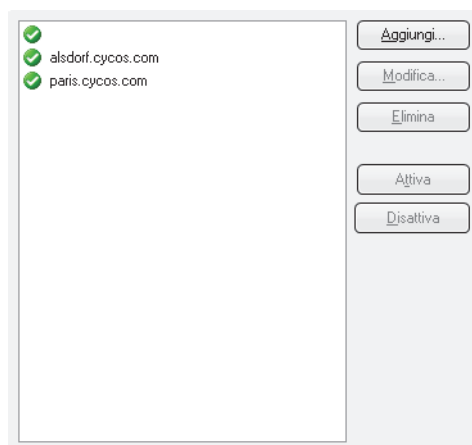 alsdorf.cycos.com
paris.cycos.com
Aggiungi...
Modifica...
Elimina
Attiva
Disattiva